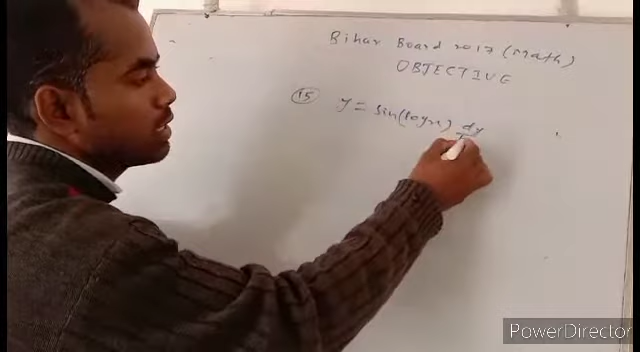 Bihar Board 2017 (Math)
OBJECTIVE
(15) y = sin(logx) dy
PowerDirector